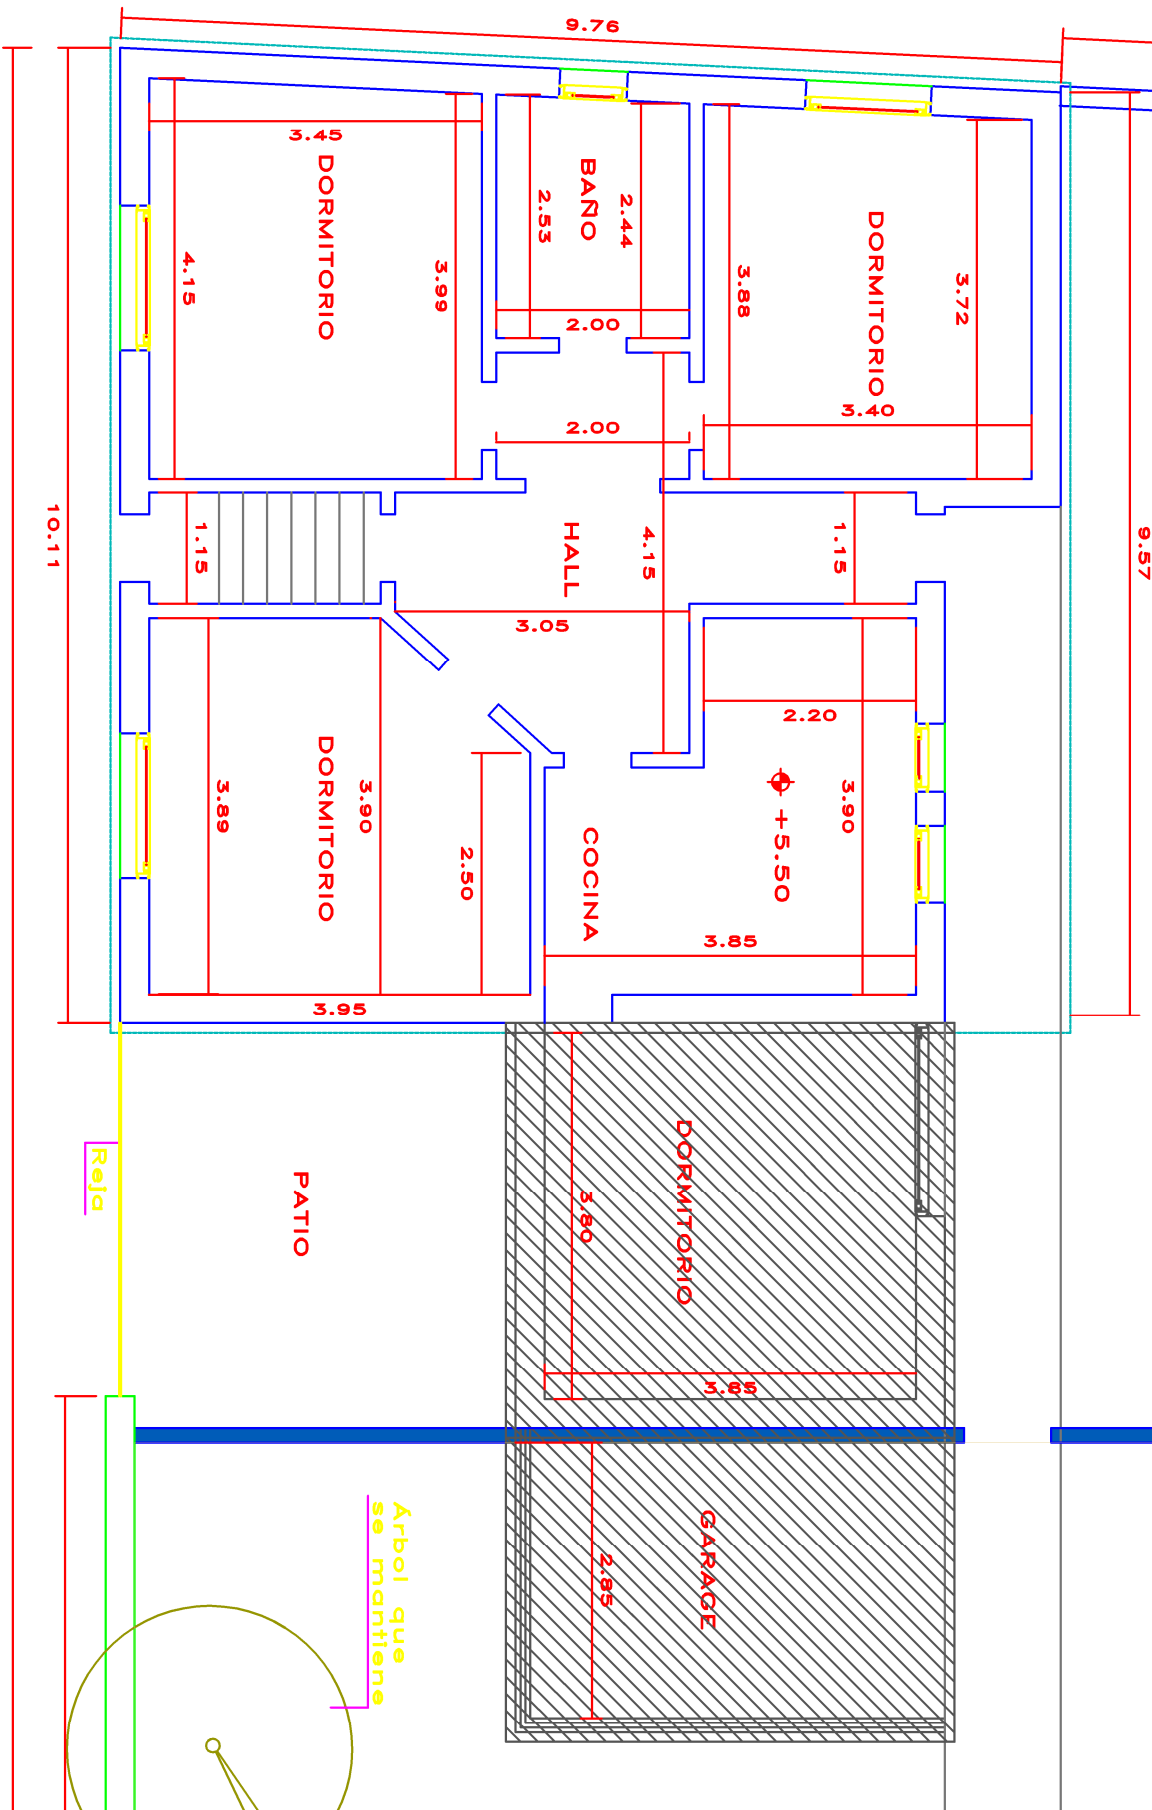 9.76
3.45
DORMITORIO
4.15
3.99
BAÑO
2.53
2.44
2.00
DORMITORIO
3.88
3.72
3.40
2.00
10.11
9.57
1.15
HALL
4.15
1.15
3.05
2.20
DORMITORIO
3.89
3.90
2.50
3.95
COCINA
+5.50
3.90
3.85
Reja
PATIO
DORMITORIO
3.80
3.85
Árbol que
se mantiene
GARAGE
2.85